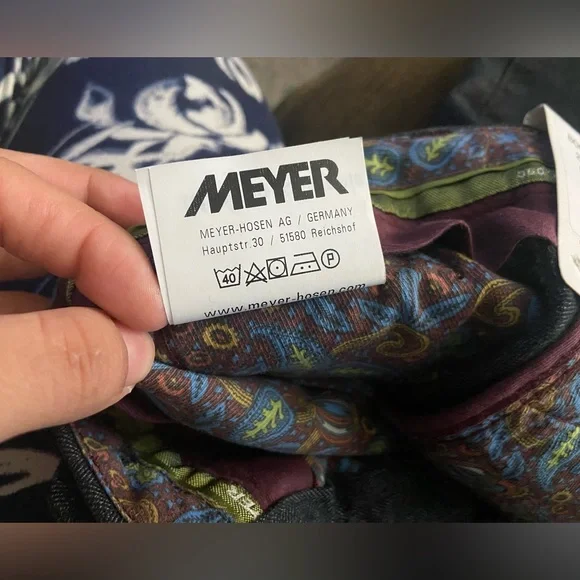 MEYER
MEYER-HOSEN AG / GERMANY
Hauptstr.30 / 51580 Reichshof
40 P
www.meyer-hosen.com